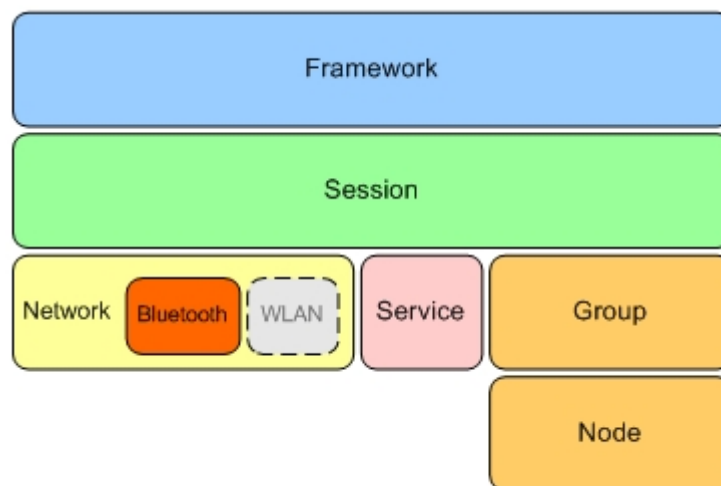 Framework
Session
Network
Bluetooth
WLAN
Service
Group
Node